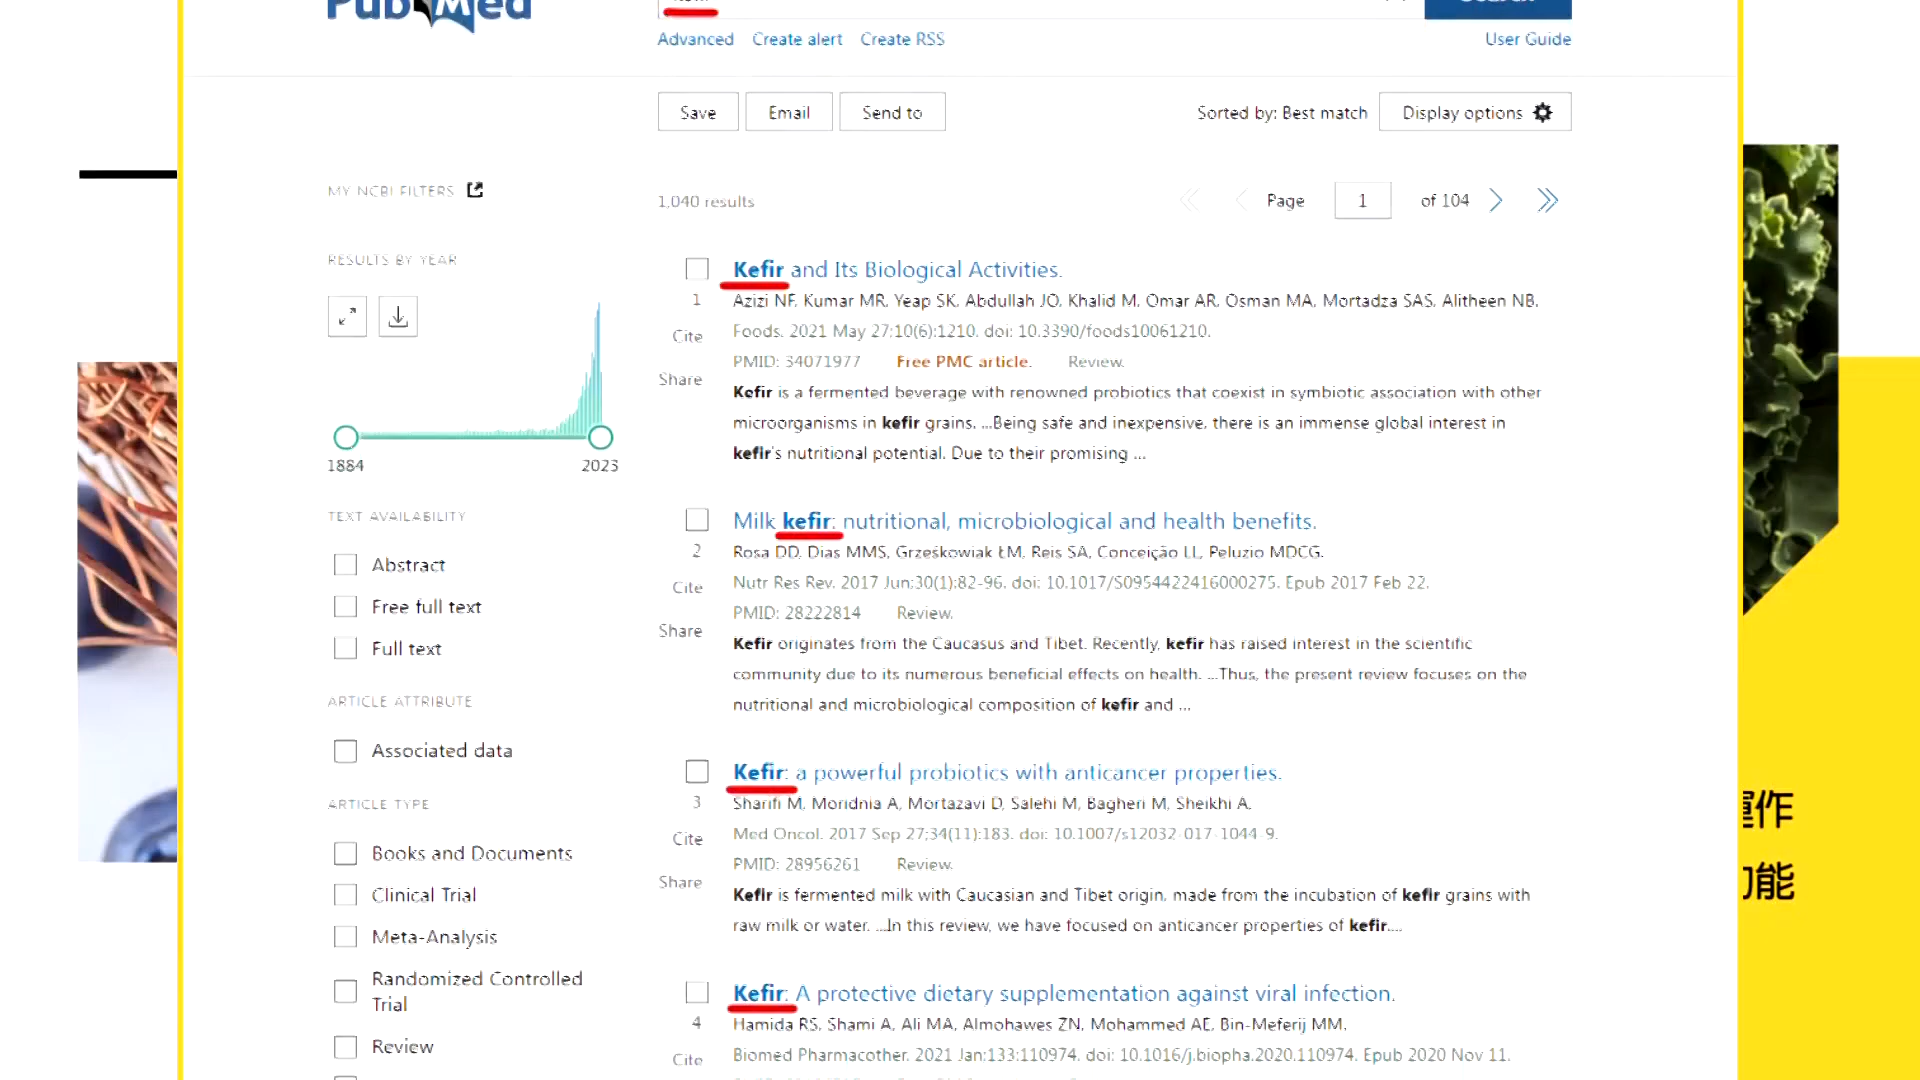 PubMed
Advanced Create alert Create RSS
User Guide
Save Email Send to
Sorted by: Best match Display options
MY NCBI FILTERS
1,040 results
Page 1 of 104
RESULTS BY YEAR
1884 2023
TEXT AVAILABILITY
Abstract
Free full text
Full text
ARTICLE ATTRIBUTE
Associated data
ARTICLE TYPE
Books and Documents
Clinical Trial
Meta-Analysis
Randomized Controlled
Trial
Review
Kefir and Its Biological Activities.
1 Azizi NF, Kumar MR, Yeap SK, Abdullah JO, Khalid M, Omar AR, Osman MA, Mortadza SAS, Alitheen NB.
Cite Foods. 2021 May 27;10(6):1210. doi: 10.3390/foods10061210.
PMID: 34071977 Free PMC article. Review.
Share Kefir is a fermented beverage with renowned probiotics that coexist in symbiotic association with other
microorganisms in kefir grains. ...Being safe and inexpensive, there is an immense global interest in
kefir's nutritional potential. Due to their promising ...
Milk kefir: nutritional, microbiological and health benefits.
2 Rosa DD, Dias MMS, Grześkowiak ŁM, Reis SA, Conceição LL, Peluzio MDCG.
Cite Nutr Res Rev. 2017 Jun;30(1):82-96. doi: 10.1017/S0954422416000275. Epub 2017 Feb 22.
PMID: 28222814 Review.
Share Kefir originates from the Caucasus and Tibet. Recently, kefir has raised interest in the scientific
community due to its numerous beneficial effects on health. ...Thus, the present review focuses on the
nutritional and microbiological composition of kefir and ...
Kefir: a powerful probiotics with anticancer properties.
3 Sharifi M, Moridnia A, Mortazavi D, Salehi M, Bagheri M, Sheikhi A.
Cite Med Oncol. 2017 Sep 27;34(11):183. doi: 10.1007/s12032-017-1044-9.
PMID: 28956261 Review.
Share Kefir is fermented milk with Caucasian and Tibet origin, made from the incubation of kefir grains with
raw milk or water. ...In this review, we have focused on anticancer properties of kefir....
Kefir: A protective dietary supplementation against viral infection.
4 Hamida RS, Shami A, Ali MA, Almohawes ZN, Mohammed AE, Bin-Meferij MM.
Cite Biomed Pharmacother. 2021 Jan;133:110974. doi: 10.1016/j.biopha.2020.110974. Epub 2020 Nov 11.
作
能